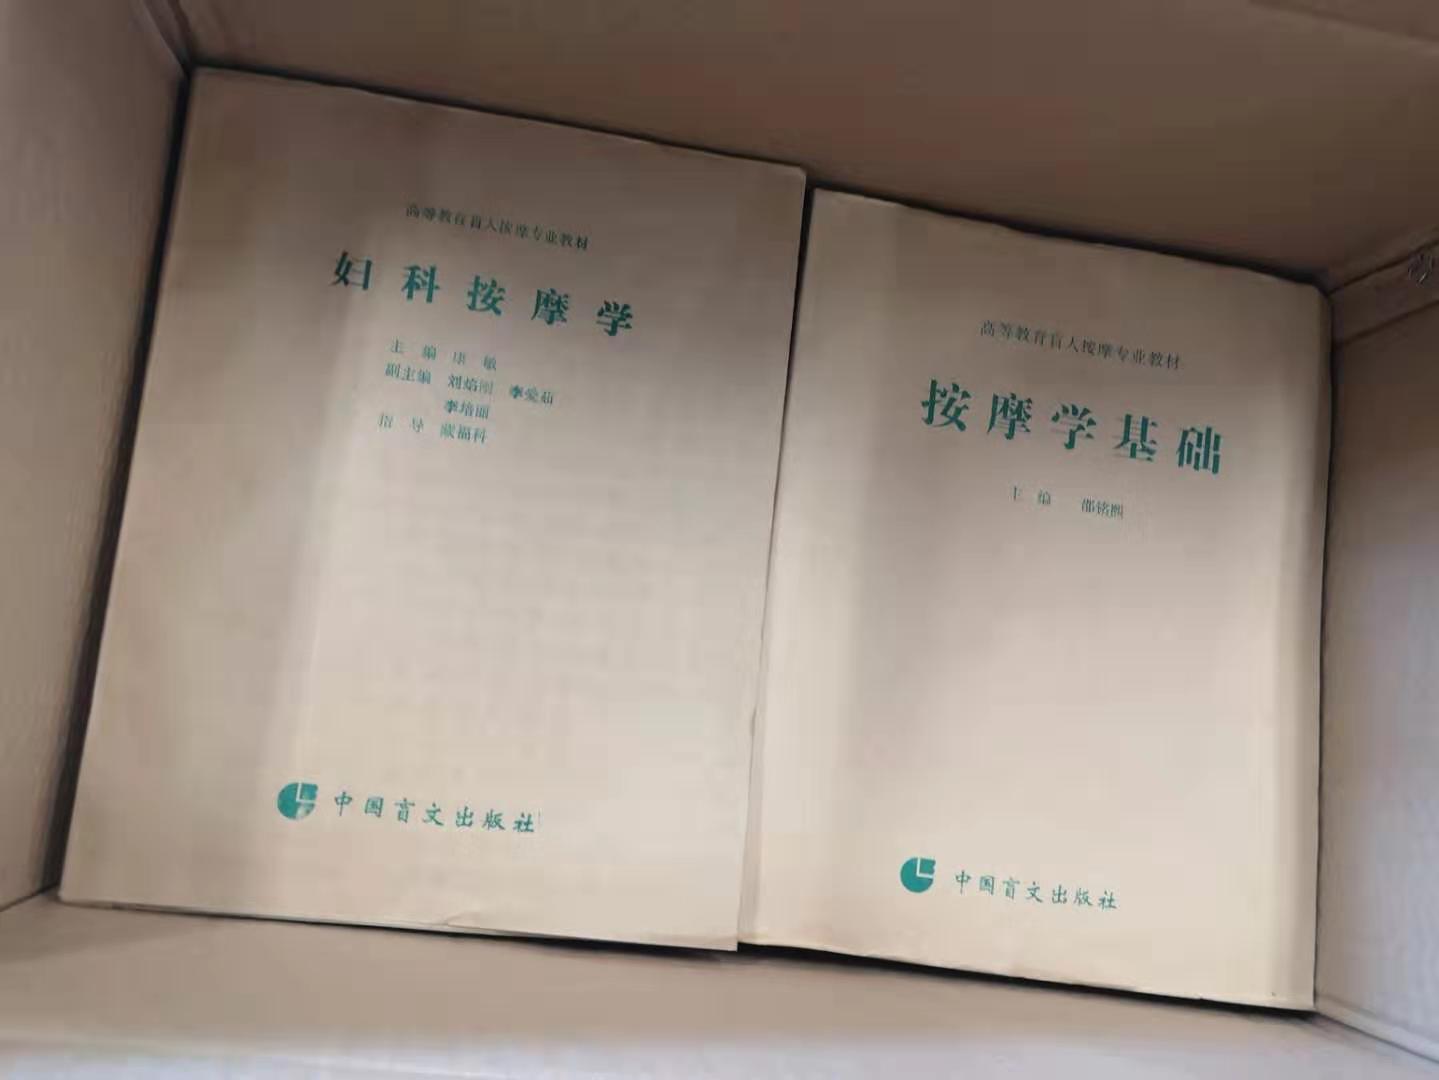 高等教育盲人按摩专业教材
妇科按摩学
主 编 康 敏
副主编 刘焰刚 李爱茹
李培丽
指 导 福科
中国盲文出版社
高等教育盲人按摩专业教材
按摩学基础
主 编 邵铭熙
中国盲文出版社